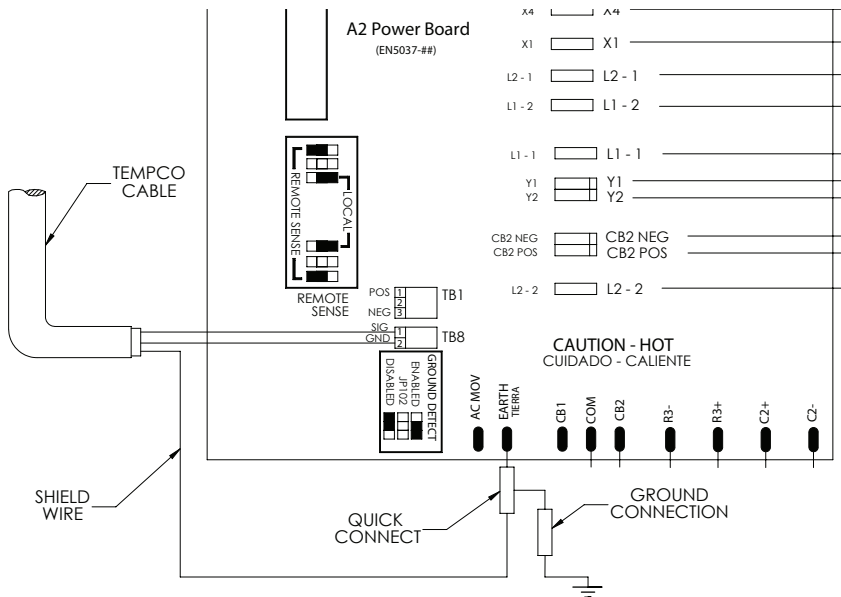 X4
X4
A2 Power Board
(EN5037-##)
X1
X1
L2 - 1
L2 - 1
L1 - 2
L1 - 2
L1 - 1
L1 - 1
Y1
Y1
Y2
Y2
CB2 NEG
CB2 NEG
CB2 POS
CB2 POS
L2 - 2
L2 - 2
TEMPCO
CABLE
REMOTE SENSE
LOCAL
REMOTE
SENSE
POS
1
2
NEG
3
TB1
SIG
1
GND
2
TB8
GROUND DETECT
ENABLED
JP102
DISABLED
CAUTION - HOT
CUIDADO - CALIENTE
AC MOV
EARTH
TIERRA
CB1
COM
CB2
R3-
R3+
C2+
C2-
SHIELD
WIRE
QUICK
CONNECT
GROUND
CONNECTION